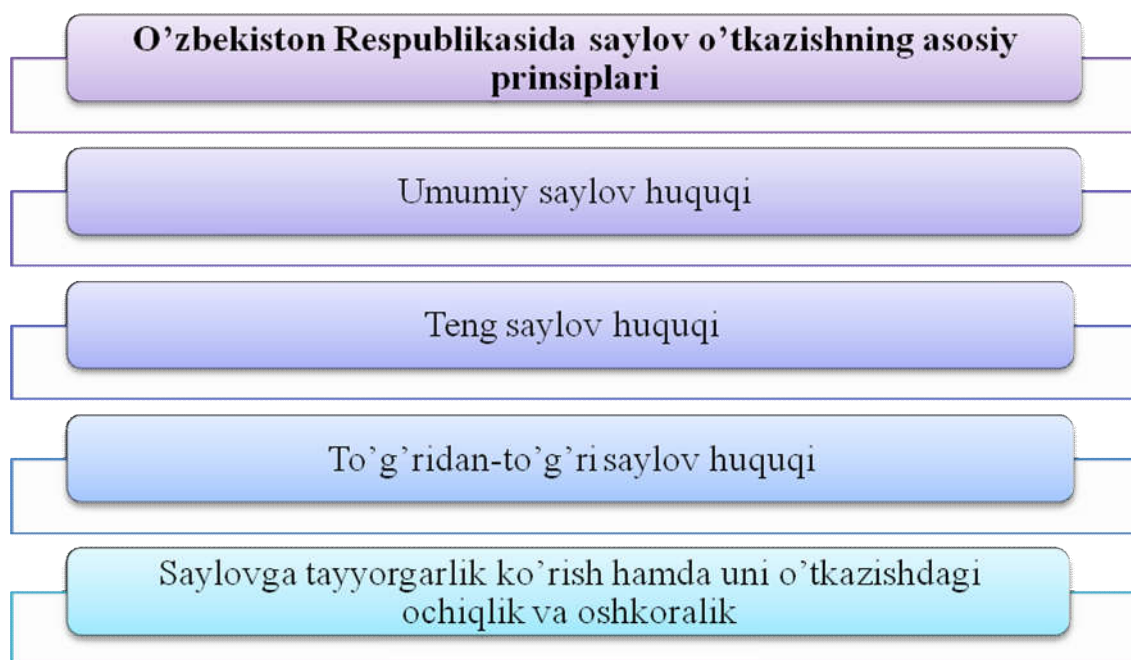 O’zbekiston Respublikasida saylov o’tkazishning asosiy
prinsiplari
Umumiy saylov huquqi
Teng saylov huquqi
To’g’ridan-to’g’ri saylov huquqi
Saylovga tayyorgarlik ko’rish hamda uni o’tkazishdagi
ochiqlik va oshkoralik